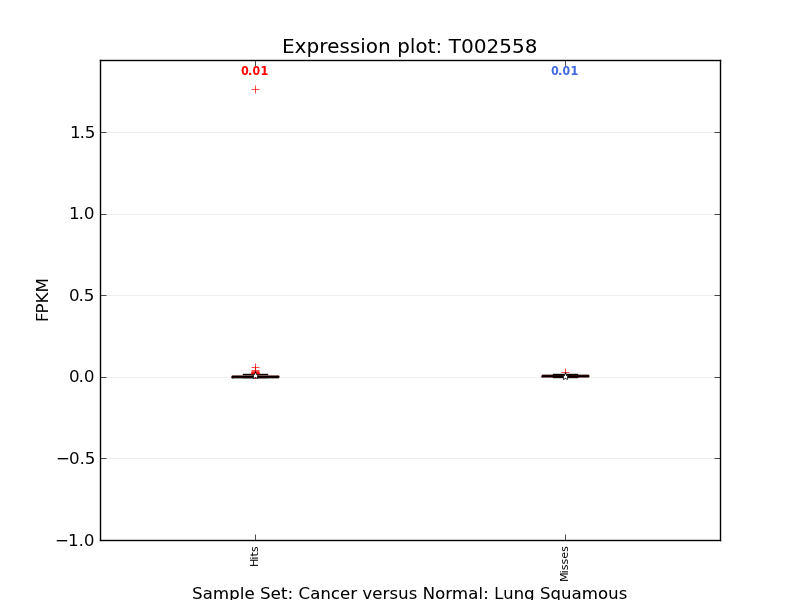 Expression plot: T002558
0.01
0.01
1.5
1.0
0.5
0.0
−0.5
−1.0
FPKM
Hits
Misses
Sample Set: Cancer versus Normal: Lung Squamous